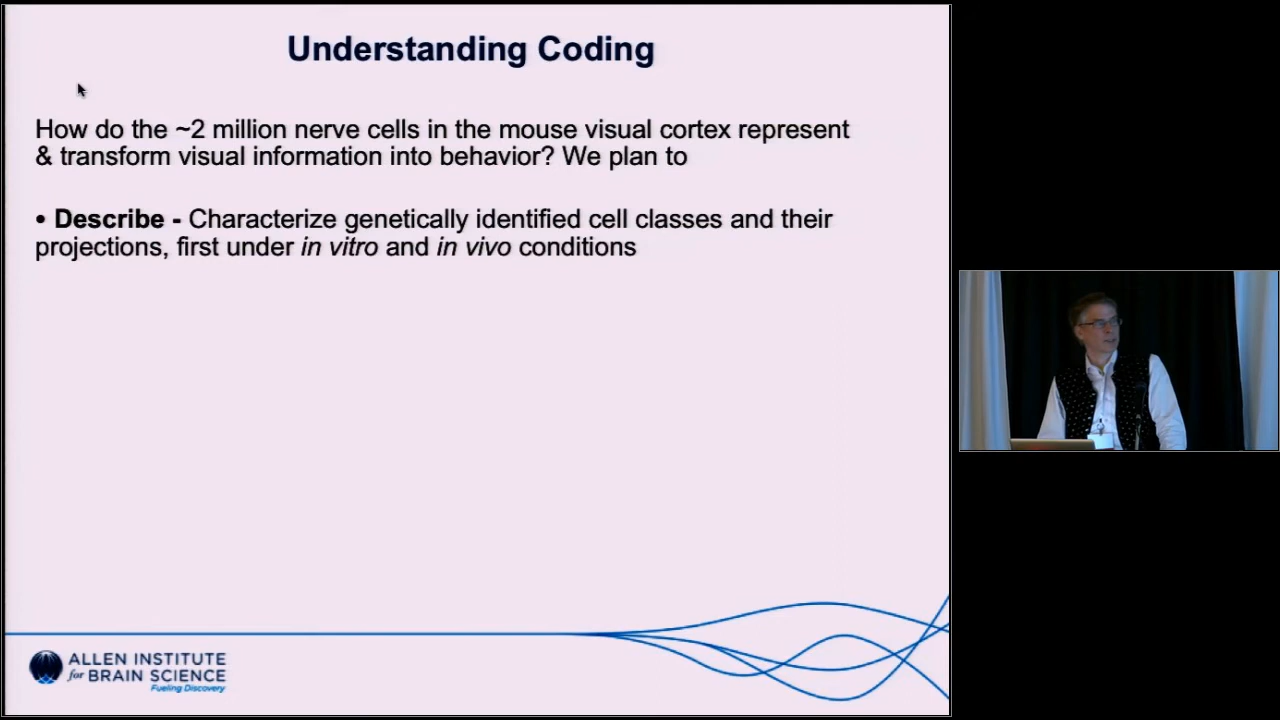 Understanding Coding
How do the ~2 million nerve cells in the mouse visual cortex represent
& transform visual information into behavior? We plan to
• Describe - Characterize genetically identified cell classes and their
projections, first under in vitro and in vivo conditions
ALLEN INSTITUTE
for BRAIN SCIENCE
Fueling Discovery